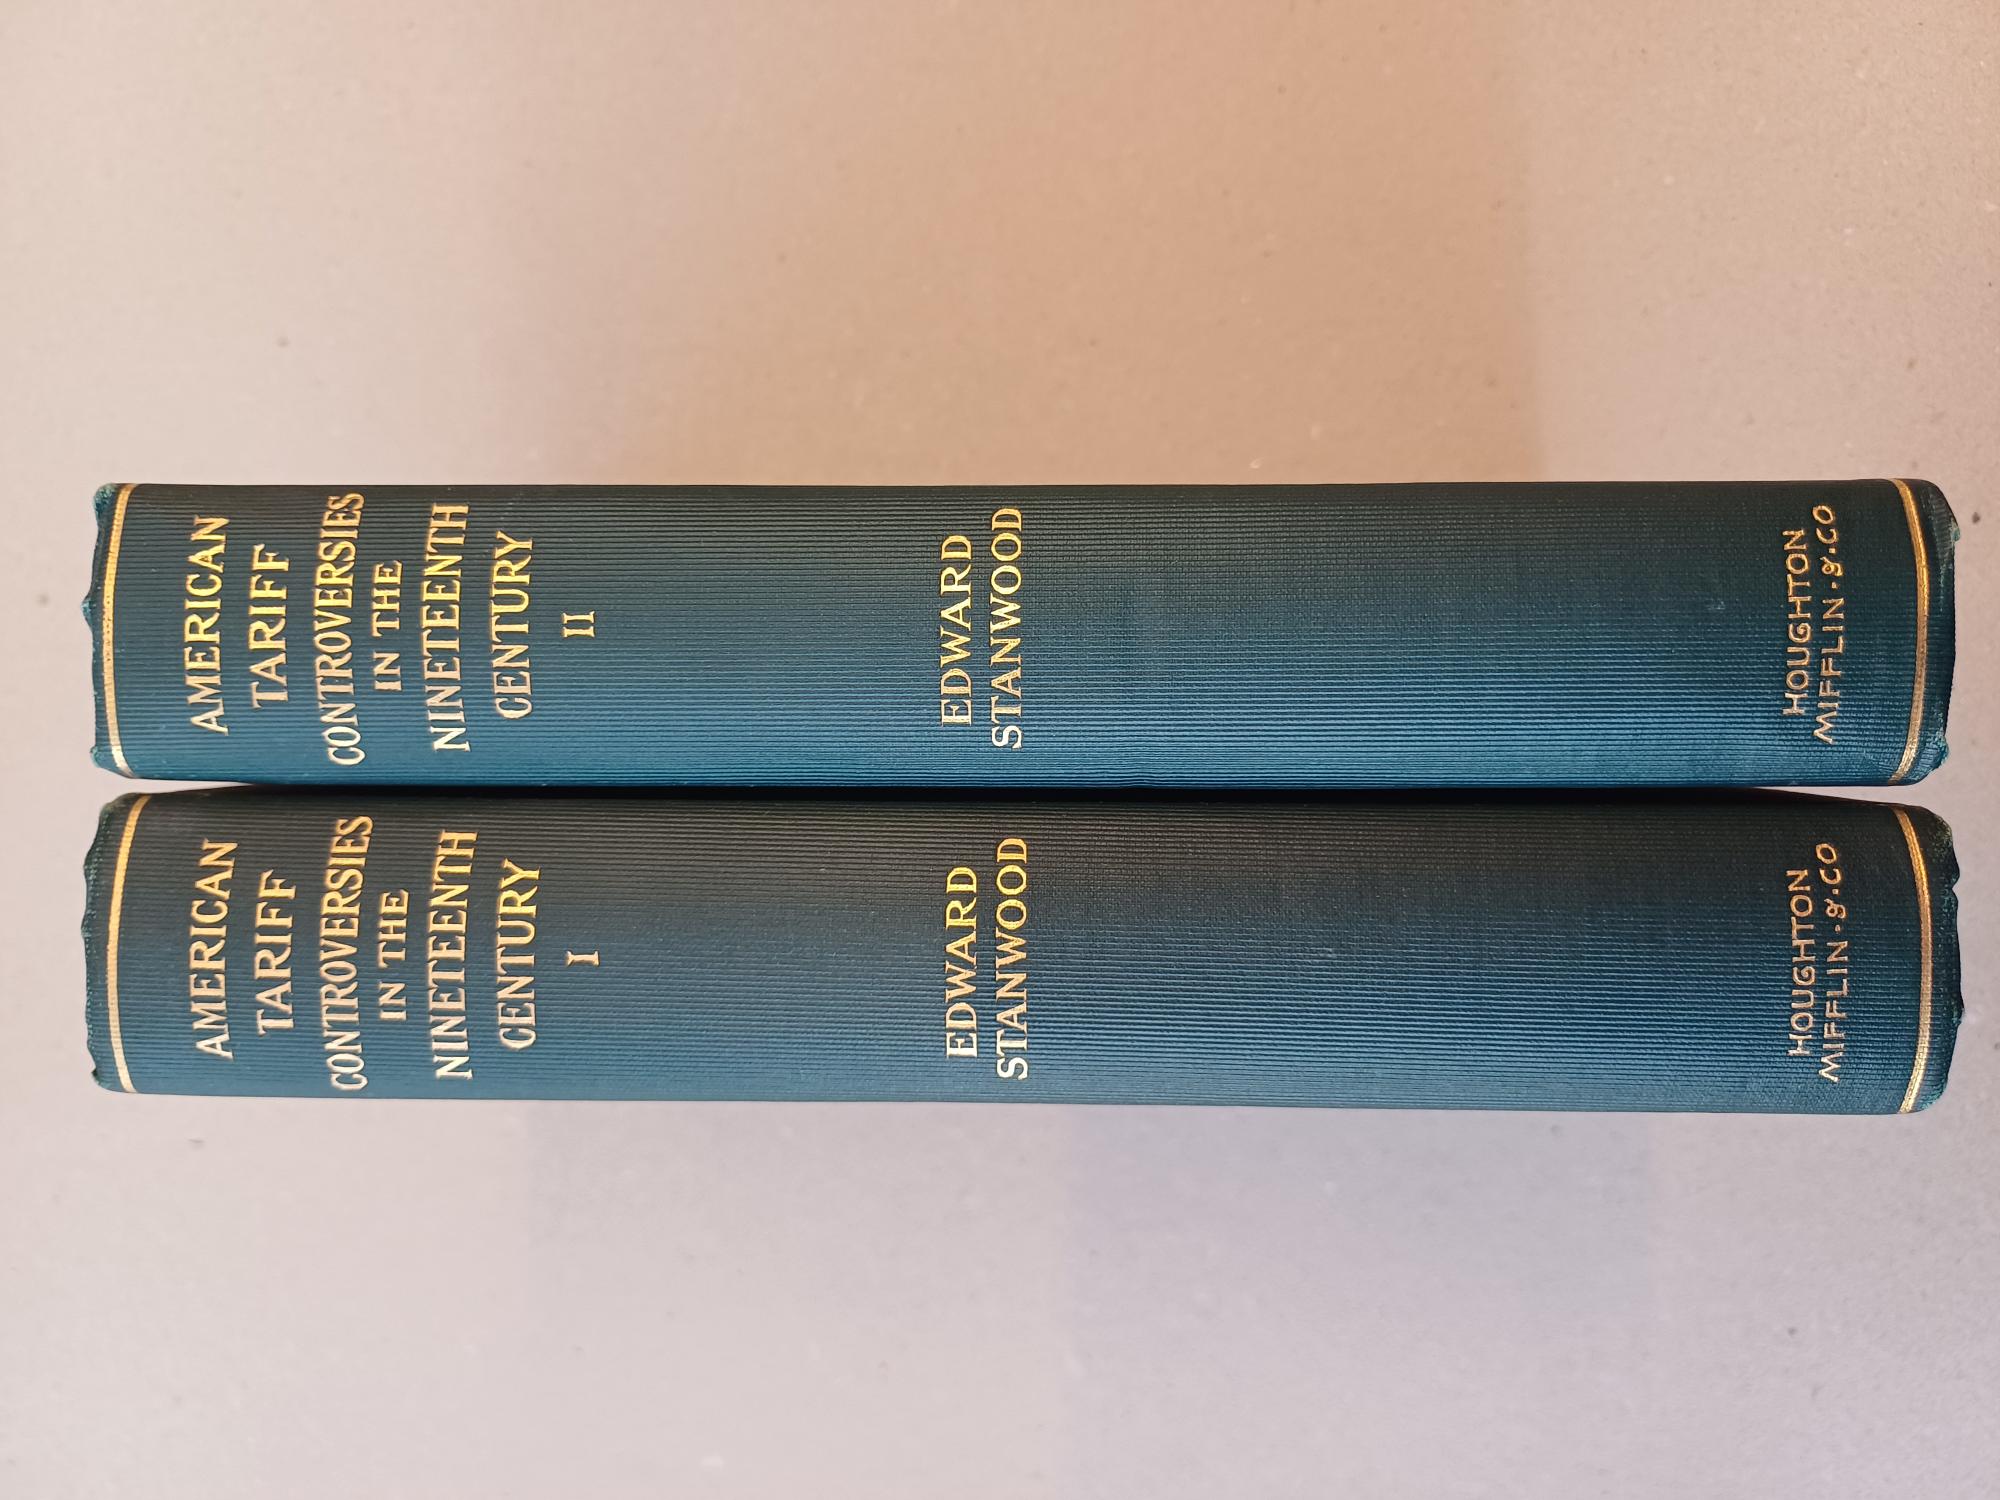 AMERICAN
TARIFF
CONTROVERSIES
IN THE
NINETEENTH
CENTURY
I
EDWARD
STANWOOD
HOUGHTON
MIFFLIN·&·CO
AMERICAN
TARIFF
CONTROVERSIES
IN THE
NINETEENTH
CENTURY
II
EDWARD
STANWOOD
HOUGHTON
MIFFLIN·&·CO